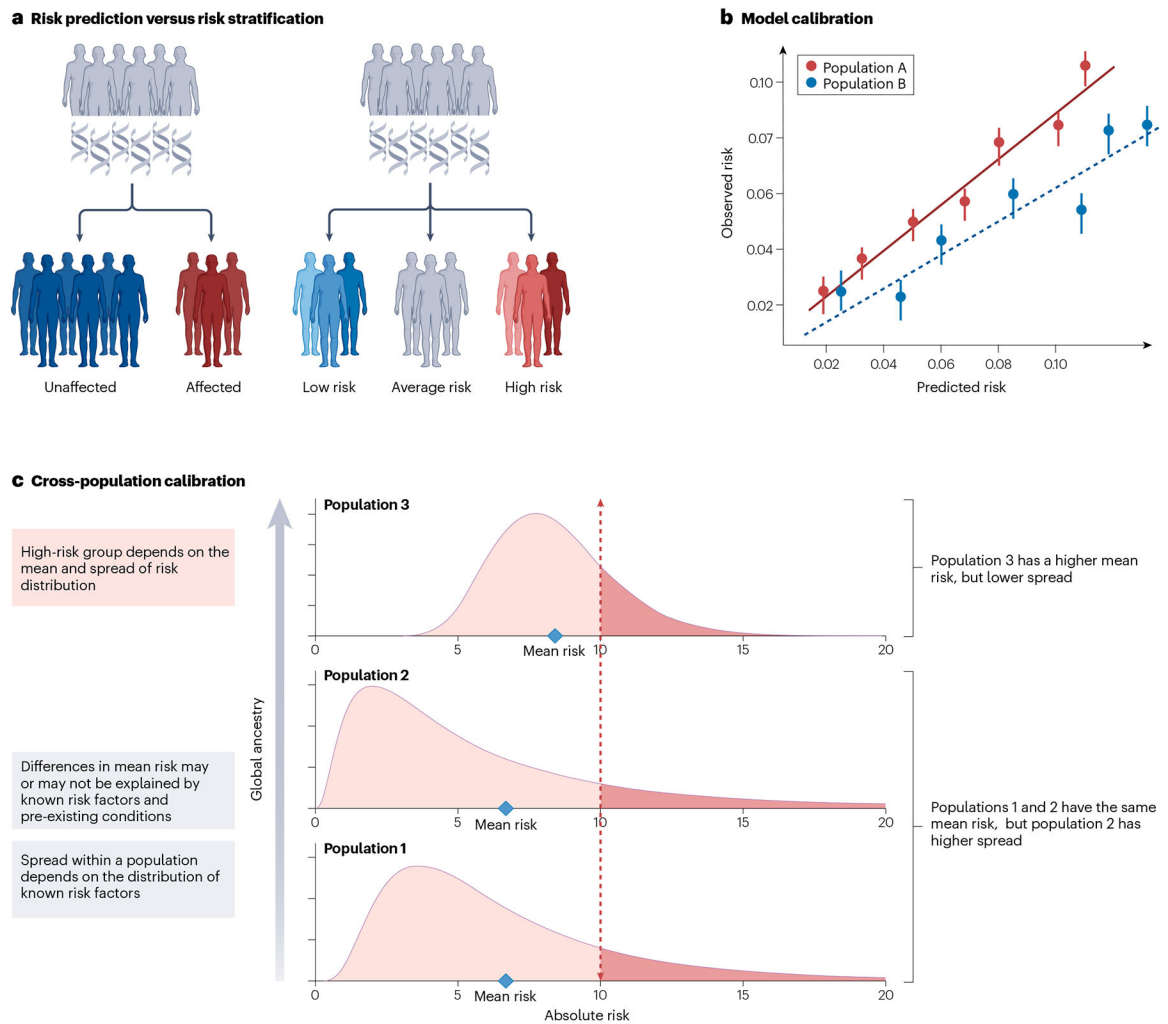 a Risk prediction versus risk stratification
Unaffected
Affected
Low risk
Average risk
High risk
b Model calibration
Population A
Population B
Observed risk
0.10
0.07
0.06
0.04
0.02
0.02
0.04
0.06
0.08
0.10
Predicted risk
c Cross-population calibration
High-risk group depends on the
mean and spread of risk
distribution
Differences in mean risk may
or may not be explained by
known risk factors and
pre-existing conditions
Spread within a population
depends on the distribution of
known risk factors
Global ancestry
Population 3
0
5
10
15
20
Mean risk
Population 2
0
5
10
15
20
Mean risk
Population 1
0
5
10
15
20
Mean risk
Absolute risk
Population 3 has a higher mean
risk, but lower spread
Populations 1 and 2 have the same
mean risk, but population 2 has
higher spread